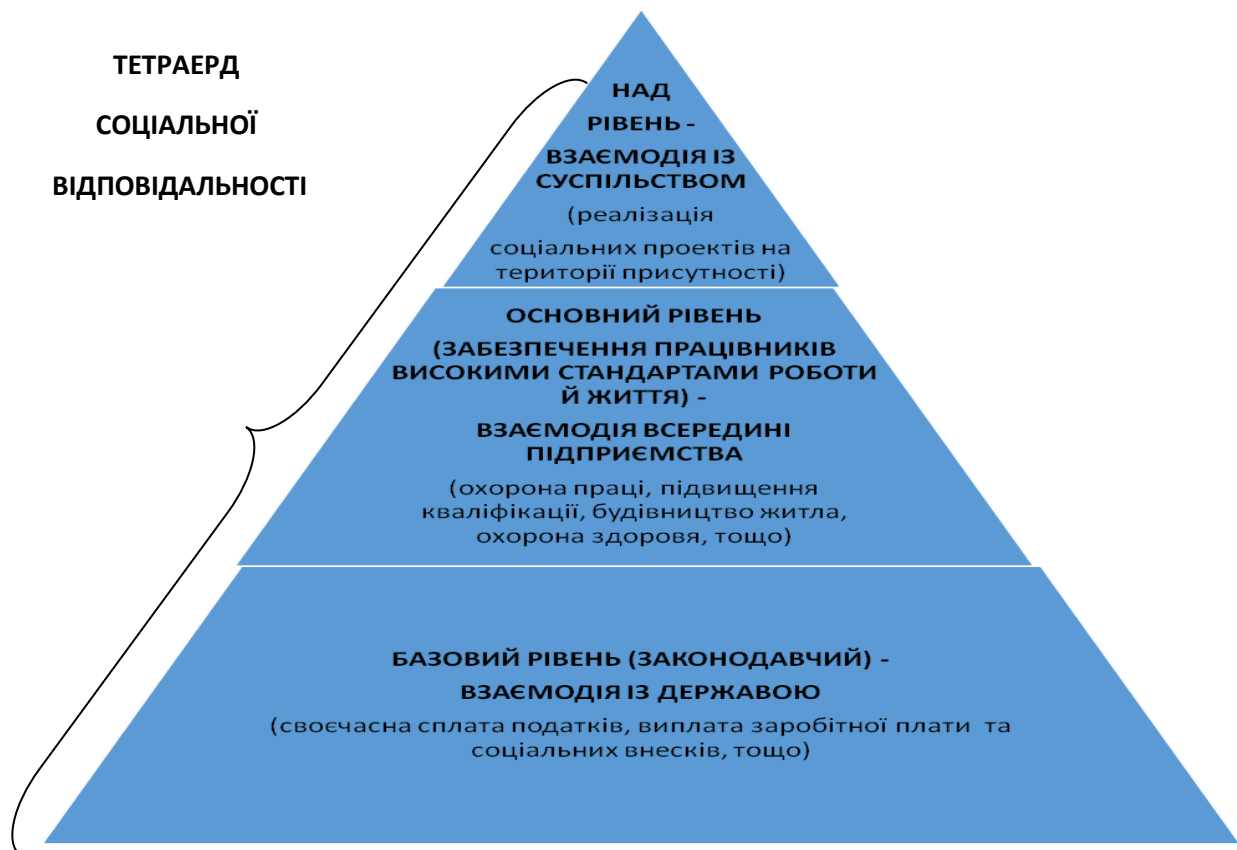 ТЕТРАЕРД
СОЦІАЛЬНОЇ
ВІДПОВІДАЛЬНОСТІ
НАД
РІВЕНЬ -
ВЗАЄМОДІЯ ІЗ
СУСПІЛЬСТВОМ
(реалізація
соціальних проектів на
території присутності)
ОСНОВНИЙ РІВЕНЬ
(ЗАБЕЗПЕЧЕННЯ ПРАЦІВНИКІВ
ВИСОКИМИ СТАНДАРТАМИ РОБОТИ
Й ЖИТТЯ) -
ВЗАЄМОДІЯ ВСЕРЕДИНІ
ПІДПРИЄМСТВА
(охорона праці, підвищення
кваліфікації, будівництво житла,
охорона здоровя, тощо)
БАЗОВИЙ РІВЕНЬ (ЗАКОНОДАВЧИЙ) -
ВЗАЄМОДІЯ ІЗ ДЕРЖАВОЮ
(своєчасна сплата податків, виплата заробітної плати та
соціальних внесків, тощо)